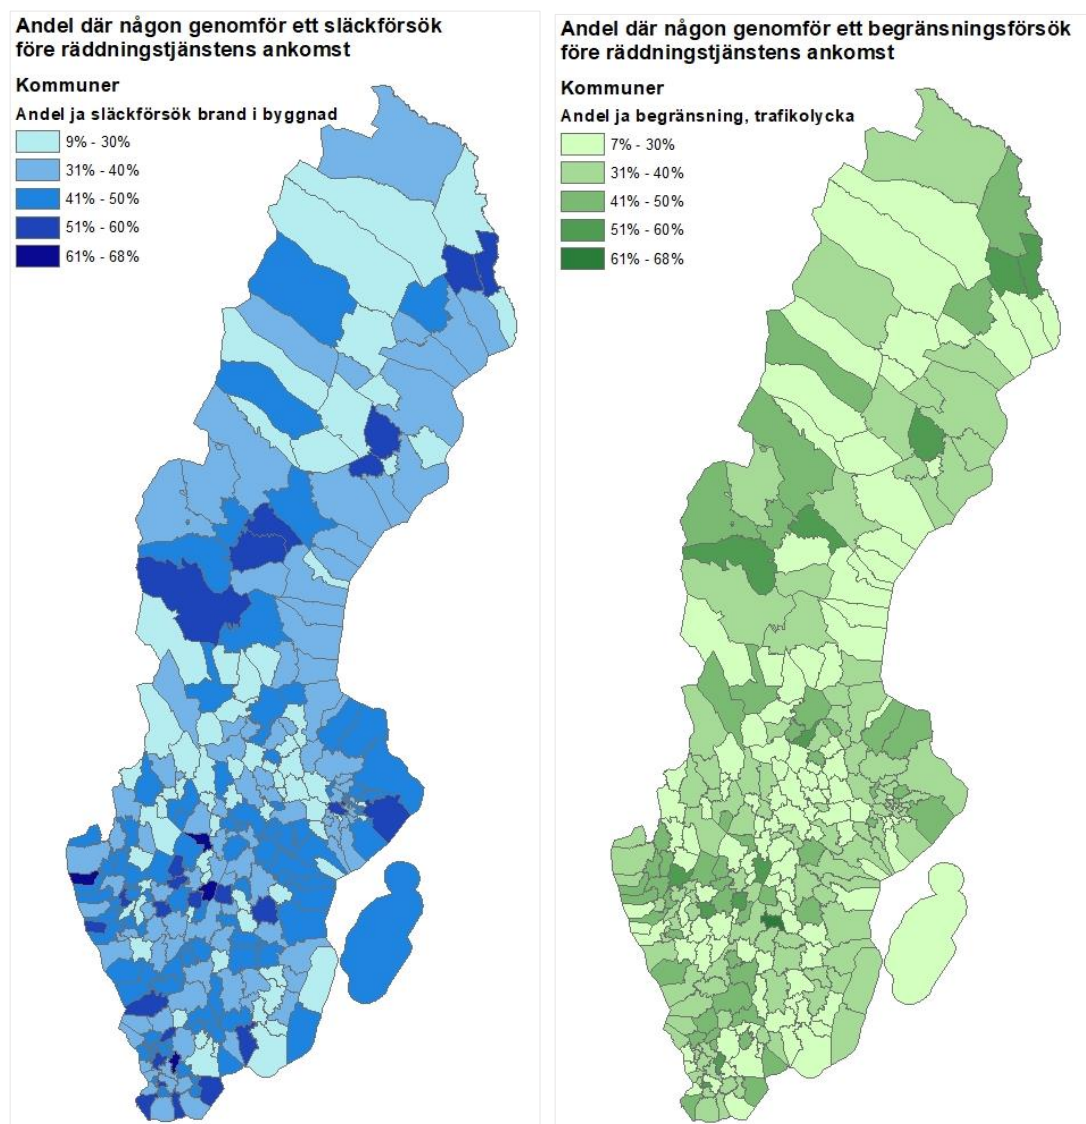 Andel där någon genomför ett släckförsök
före räddningstjänstens ankomst
Kommuner
Andel ja släckförsök brand i byggnad
9% - 30%
31% - 40%
41% - 50%
51% - 60%
61% - 68%
Andel där någon genomför ett begränsningsförsök
före räddningstjänstens ankomst
Kommuner
Andel ja begränsning, trafikolycka
7% - 30%
31% - 40%
41% - 50%
51% - 60%
61% - 68%